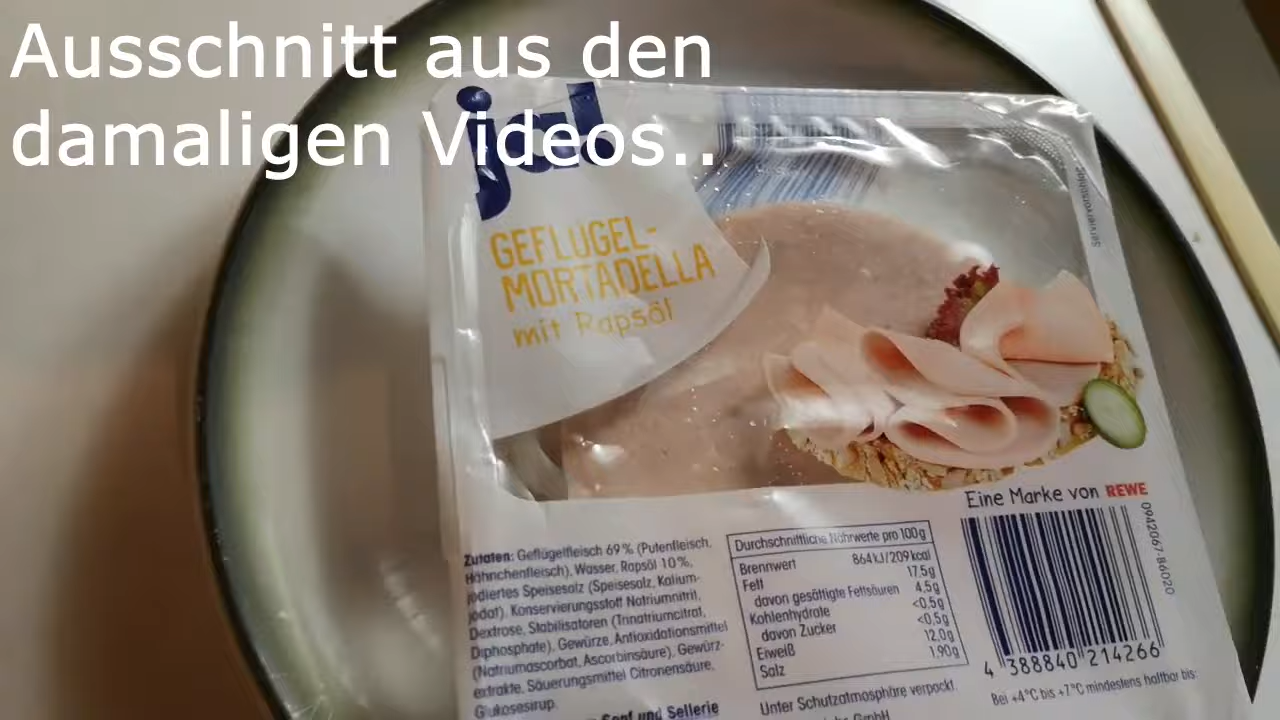 Ausschnitt aus den
damaligen Videos..
ja!
GEFLÜGEL-
MORTADELLA
mit Rapsöl
Serviervorschlag
Eine Marke von REWE
0942067-86020
Zutaten: Geflügelfleisch 69% (Putenfleisch,
Hähnchenfleisch), Wasser, Rapsöl 10%,
jodiertes Speisesalz (Speisesalz, Kalium-
jodat), Konservierungsstoff Natriumnitrit,
Dextrose, Stabilisatoren (Trinatriumcitrat,
Diphosphate), Gewürze, Antioxidationsmittel
(Natriumascorbat, Ascorbinsäure), Gewürz-
extrakte, Säuerungsmittel Citronensäure,
Glukosesirup.
Senf und Sellerie
Durchschnittliche Nährwerte pro 100g
Brennwert 864kJ/209kcal
Fett 17,5g
davon gesättigte Fettsäuren 4,5g
Kohlenhydrate <0,5g
davon Zucker <0,5g
Eiweiß 12,0g
Salz 1,90g
Unter Schutzatmosphäre verpackt.
GmbH
4 388840 214266
Bei +4°C bis +7°C mindestens haltbar bis: